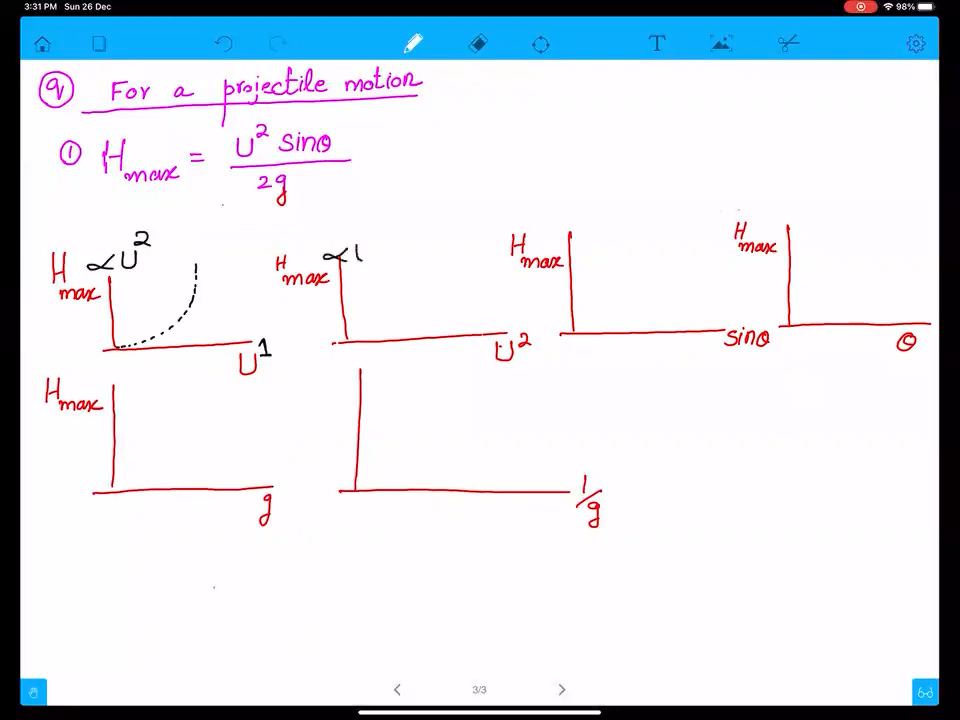 3:31 PM Sun 26 Dec 98%
T
q For a projectile motion
① Hmax = U² sinθ / 2g
Hmax ∝ U² U¹
Hmax ∝ 1 U²
Hmax sinθ
Hmax θ
Hmax g
1/g
3/3